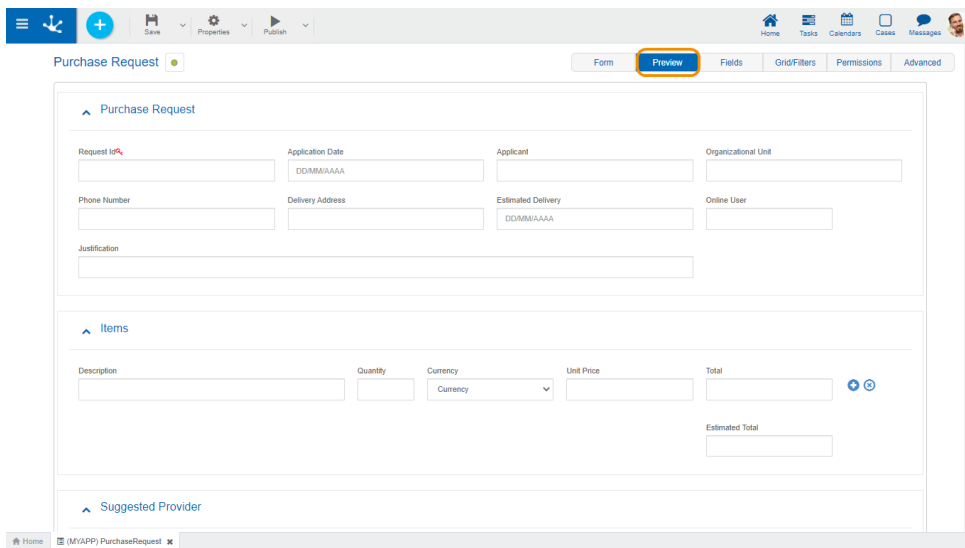 Save Properties Publish Home Tasks Calendars Cases Messages
Purchase Request Form Preview Fields Grid/Filters Permissions Advanced
Purchase Request
Request Id Application Date Applicant Organizational Unit
DD/MM/AAAA
Phone Number Delivery Address Estimated Delivery Online User
DD/MM/AAAA
Justification
Items
Description Quantity Currency Unit Price Total
Currency
Estimated Total
Suggested Provider
Home (MYAPP) PurchaseRequest